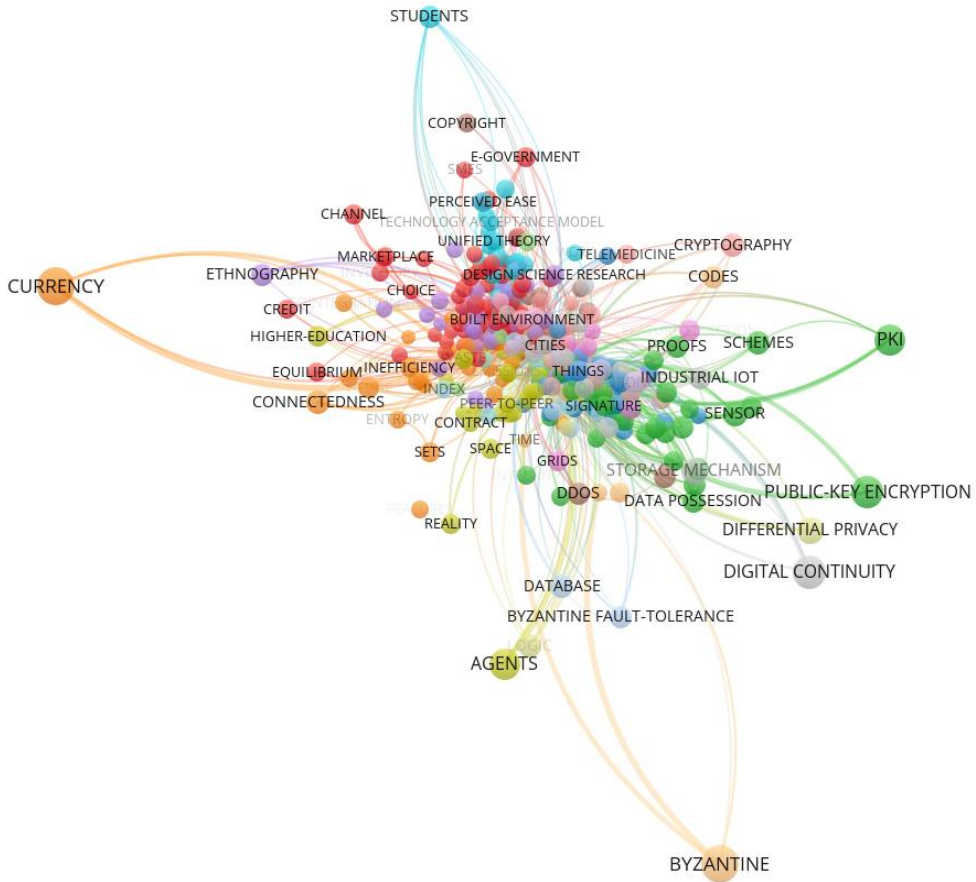 STUDENTS
COPYRIGHT
E-GOVERNMENT
SMES
PERCEIVED EASE
CHANNEL
TECHNOLOGY ACCEPTANCE MODEL
UNIFIED THEORY
CRYPTOGRAPHY
MARKETPLACE
TELEMEDICINE
ETHNOGRAPHY
DESIGN SCIENCE RESEARCH
CODES
CURRENCY
CHOICE
CREDIT
BUILT ENVIRONMENT
HIGHER-EDUCATION
PKI
CITIES
PROOFS
SCHEMES
INEFFICIENCY
EQUILIBRIUM
THINGS
INDUSTRIAL IOT
INDEX
CONNECTEDNESS
PEER-TO-PEER
SIGNATURE
SENSOR
ENTROPY
CONTRACT
TIME
SETS
SPACE
GRIDS
STORAGE MECHANISM
DDOS
DATA POSSESSION
PUBLIC-KEY ENCRYPTION
REALITY
DIFFERENTIAL PRIVACY
DIGITAL CONTINUITY
DATABASE
BYZANTINE FAULT-TOLERANCE
LOGIC
AGENTS
BYZANTINE